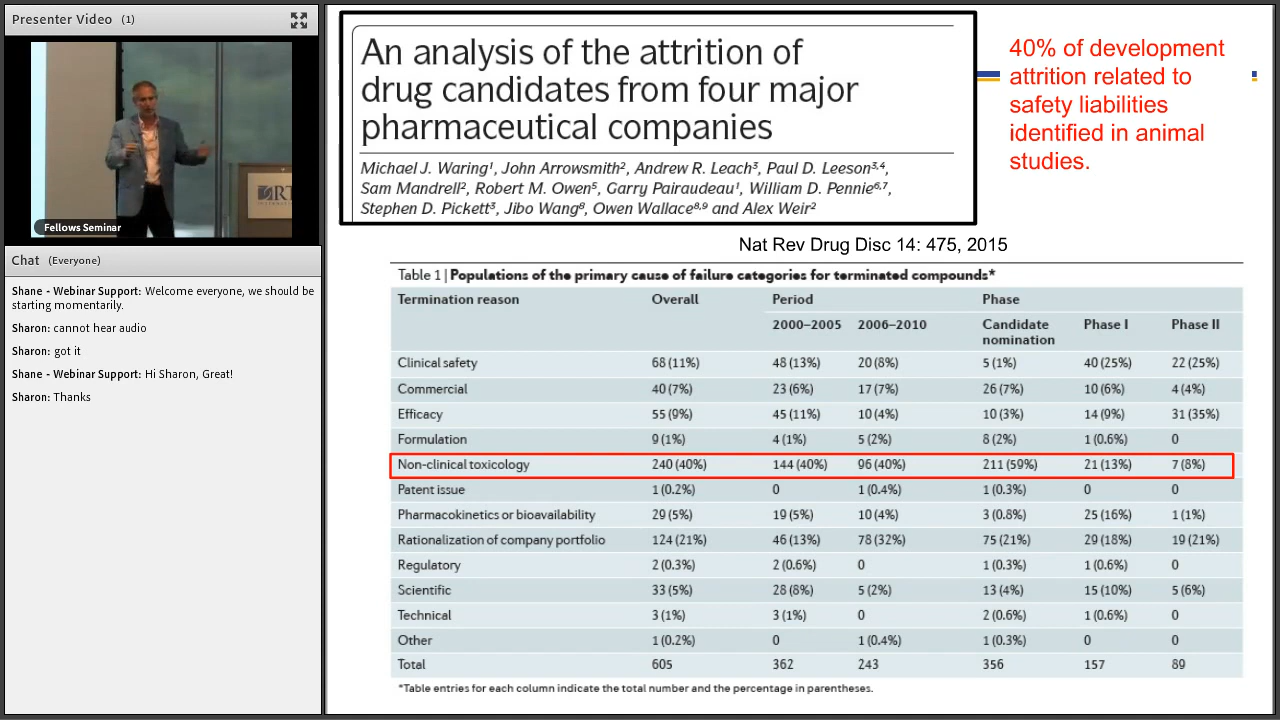 Presenter Video (1)
RT
Fellows Seminar
Chat (Everyone)
Shane - Webinar Support: Welcome everyone, we should be
starting momentarily.
Sharon: cannot hear audio
Sharon: got it
Shane - Webinar Support: Hi Sharon, Great!
Sharon: Thanks
An analysis of the attrition of
drug candidates from four major
pharmaceutical companies
Michael J. Waring¹, John Arrowsmith², Andrew R. Leach³, Paul D. Leeson³,⁴,
Sam Mandrell², Robert M. Owen⁵, Garry Pairaudeau¹, William D. Pennie⁶,⁷,
Stephen D. Pickett³, Jibo Wang⁸, Owen Wallace⁸,⁹ and Alex Weir²
40% of development
attrition related to
safety liabilities
identified in animal
studies.
Nat Rev Drug Disc 14: 475, 2015
Table 1 | Populations of the primary cause of failure categories for terminated compounds*
Termination reason Overall Period Phase
2000–2005 2006–2010 Candidate nomination Phase I Phase II
Clinical safety 68 (11%) 48 (13%) 20 (8%) 5 (1%) 40 (25%) 22 (25%)
Commercial 40 (7%) 23 (6%) 17 (7%) 26 (7%) 10 (6%) 4 (4%)
Efficacy 55 (9%) 45 (11%) 10 (4%) 10 (3%) 14 (9%) 31 (35%)
Formulation 9 (1%) 4 (1%) 5 (2%) 8 (2%) 1 (0.6%) 0
Non-clinical toxicology 240 (40%) 144 (40%) 96 (40%) 211 (59%) 21 (13%) 7 (8%)
Patent issue 1 (0.2%) 0 1 (0.4%) 1 (0.3%) 0 0
Pharmacokinetics or bioavailability 29 (5%) 19 (5%) 10 (4%) 3 (0.8%) 25 (16%) 1 (1%)
Rationalization of company portfolio 124 (21%) 46 (13%) 78 (32%) 75 (21%) 29 (18%) 19 (21%)
Regulatory 2 (0.3%) 2 (0.6%) 0 1 (0.3%) 1 (0.6%) 0
Scientific 33 (5%) 28 (8%) 5 (2%) 13 (4%) 15 (10%) 5 (6%)
Technical 3 (1%) 3 (1%) 0 2 (0.6%) 1 (0.6%) 0
Other 1 (0.2%) 0 1 (0.4%) 1 (0.3%) 0 0
Total 605 362 243 356 157 89
*Table entries for each column indicate the total number and the percentage in parentheses.